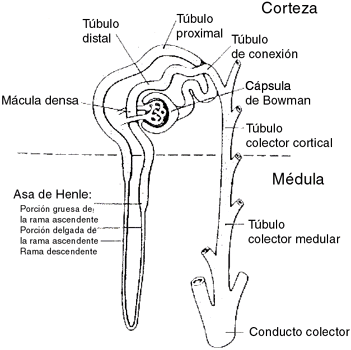 Corteza
Túbulo
proximal
Túbulo
distal
Túbulo
de conexión
Mácula densa
Cápsula
de Bowman
Túbulo
colector cortical
Médula
Asa de Henle:
Porción gruesa de
la rama ascendente
Porción delgada de
la rama ascendente
Rama descendente
Túbulo
colector medular
Conducto colector